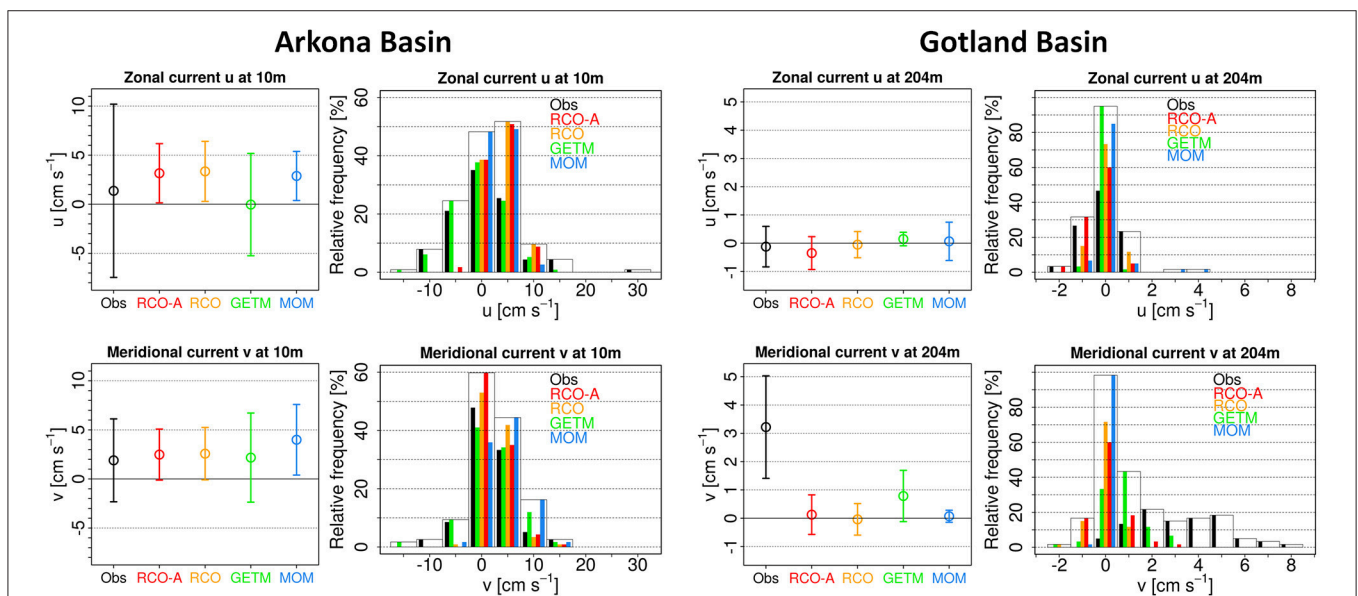 Arkona Basin
Gotland Basin
Zonal current u at 10m
u [cm s⁻¹]
10
5
0
-5
Obs RCO-A RCO GETM MOM
Zonal current u at 10m
Relative frequency [%]
60
40
20
0
Obs
RCO-A
RCO
GETM
MOM
-10 0 10 20 30
u [cm s⁻¹]
Zonal current u at 204m
u [cm s⁻¹]
5
4
3
2
1
0
-1
Obs RCO-A RCO GETM MOM
Zonal current u at 204m
Relative frequency [%]
80
60
40
20
0
Obs
RCO-A
RCO
GETM
MOM
-2 0 2 4 6 8
u [cm s⁻¹]
Meridional current v at 10m
v [cm s⁻¹]
10
5
0
-5
Obs RCO-A RCO GETM MOM
Meridional current v at 10m
Relative frequency [%]
60
40
20
0
Obs
RCO-A
RCO
GETM
MOM
-10 0 10 20 30
v [cm s⁻¹]
Meridional current v at 204m
v [cm s⁻¹]
5
4
3
2
1
0
-1
Obs RCO-A RCO GETM MOM
Meridional current v at 204m
Relative frequency [%]
80
60
40
20
0
Obs
RCO-A
RCO
GETM
MOM
-2 0 2 4 6 8
v [cm s⁻¹]